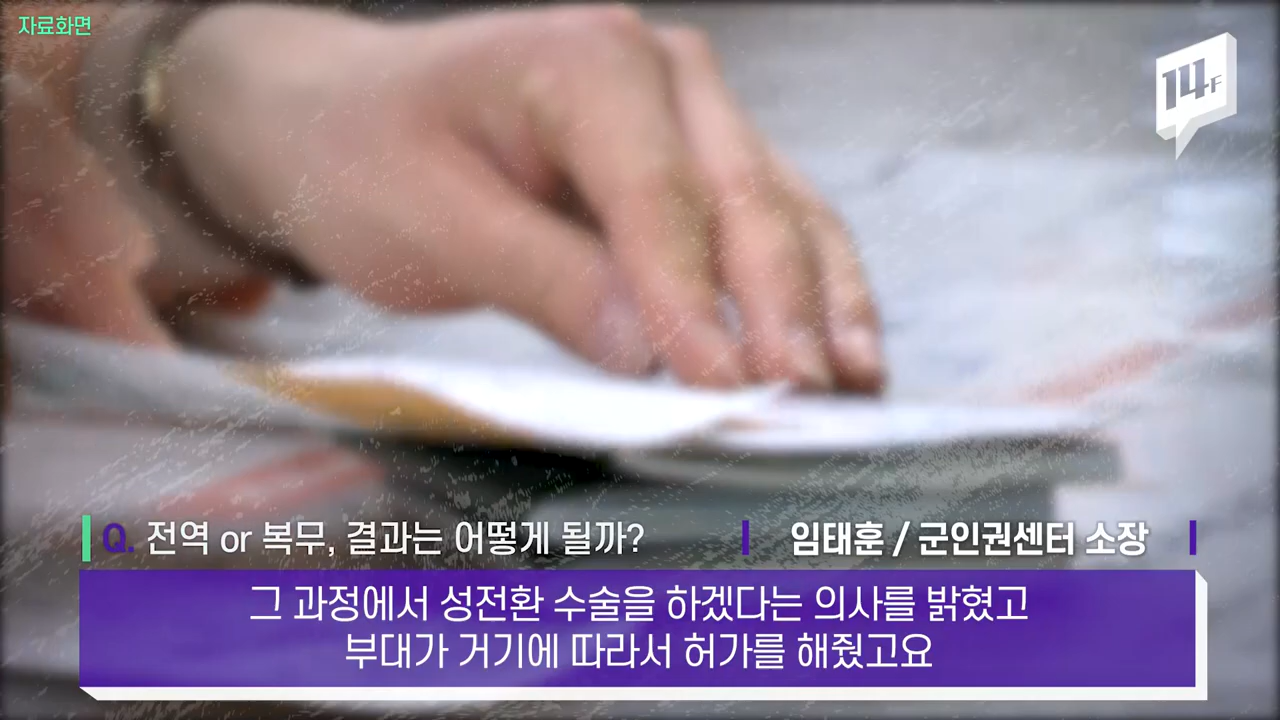 자료화면
14F
Q. 전역 or 복무, 결과는 어떻게 될까?
임태훈 / 군인권센터 소장
그 과정에서 성전환 수술을 하겠다는 의사를 밝혔고
부대가 거기에 따라서 허가를 해줬고요